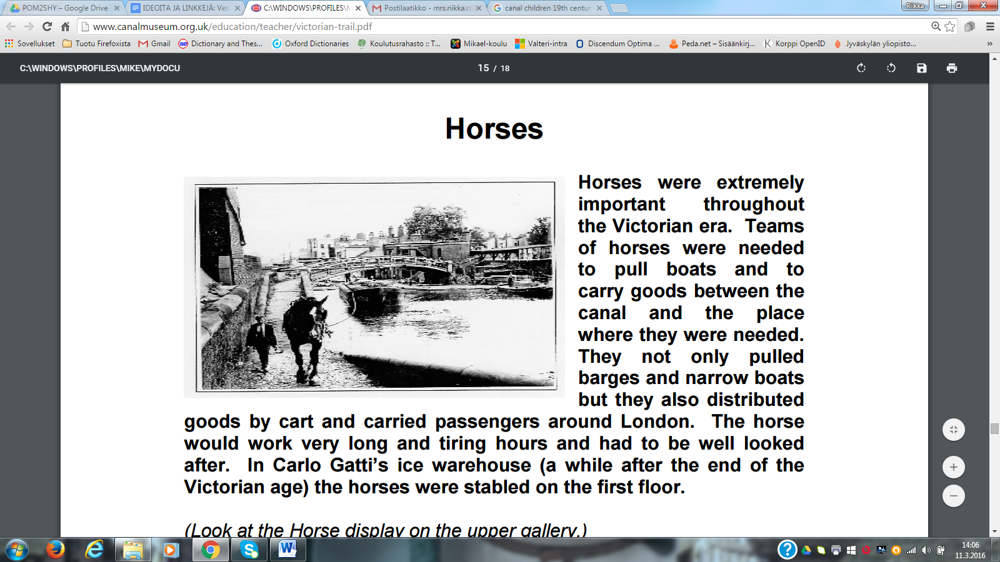 POM2SHY – Google Drive
IDEOITA JA LINKKEJÄ: Vesi
C:\WINDOWS\PROFILES\M
Postilaatikko - mrs.riikka.ra
canal children 19th centur
Riikka
www.canalmuseum.org.uk/education/teacher/victorian-trail.pdf
Sovellukset
Tuotu Firefoxista
Gmail
Dictionary and Thes...
Oxford Dictionaries
Koulutusrahasto :: T...
Mikael-koulu
Valteri-intra
Discendum Optima ...
Peda.net – Sisäänkirj...
Korppi OpenID
Jyväskylän yliopisto...
»
C:\WINDOWS\PROFILES\MIKE\MYDOCU
15 / 18
Horses
Horses were extremely
important throughout
the Victorian era. Teams
of horses were needed
to pull boats and to
carry goods between the
canal and the place
where they were needed.
They not only pulled
barges and narrow boats
but they also distributed
goods by cart and carried passengers around London. The horse
would work very long and tiring hours and had to be well looked
after. In Carlo Gatti's ice warehouse (a while after the end of the
Victorian age) the horses were stabled on the first floor.
(Look at the Horse display on the upper gallery.)
14:06
11.3.2016